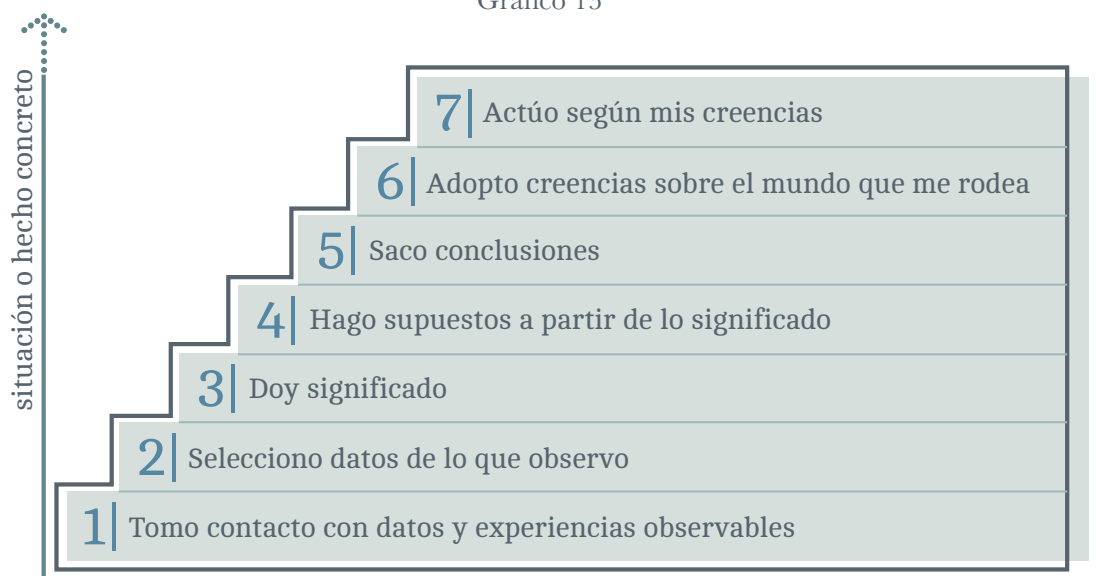 Gráfico 15
situación o hecho concreto
7 Actúo según mis creencias
6 Adopto creencias sobre el mundo que me rodea
5 Saco conclusiones
4 Hago supuestos a partir de lo significado
3 Doy significado
2 Selecciono datos de lo que observo
1 Tomo contacto con datos y experiencias observables